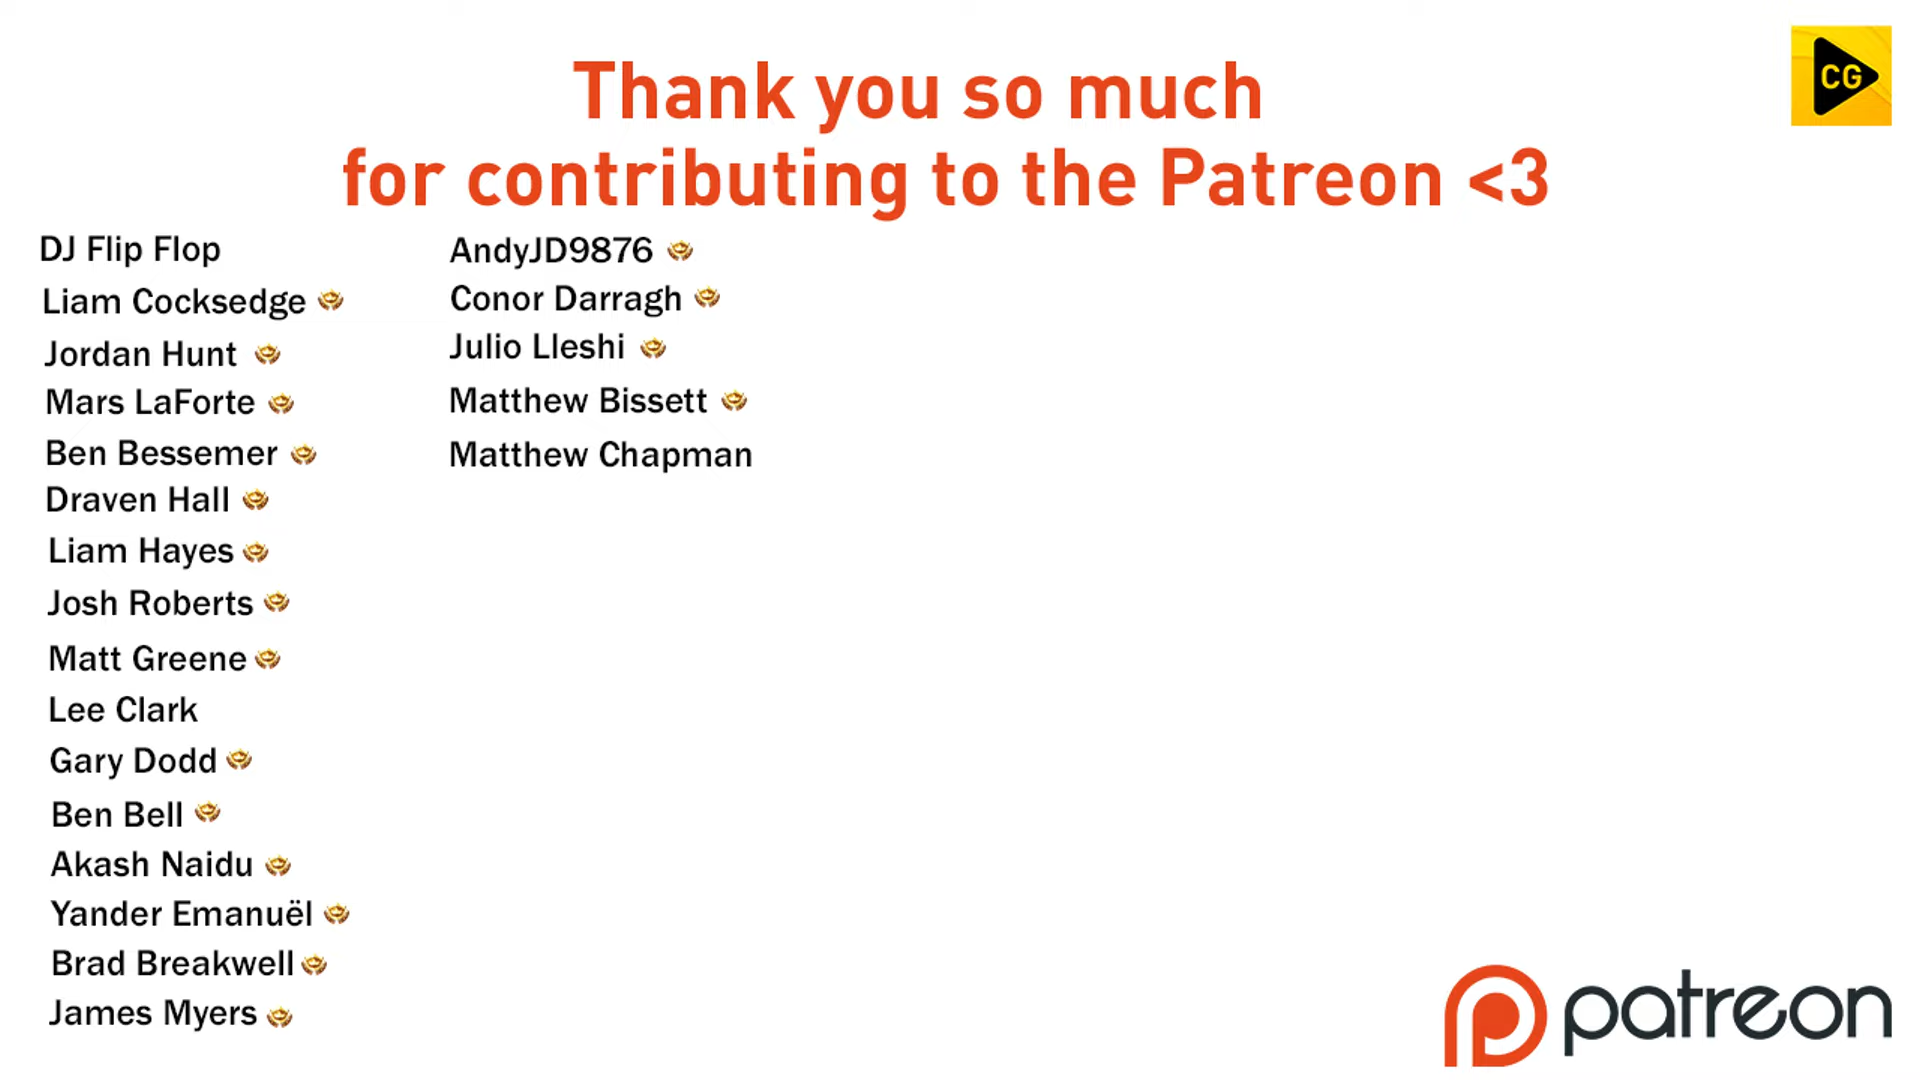 CG
Thank you so much
for contributing to the Patreon <3
DJ Flip Flop
Liam Cocksedge
Jordan Hunt
Mars LaForte
Ben Bessemer
Draven Hall
Liam Hayes
Josh Roberts
Matt Greene
Lee Clark
Gary Dodd
Ben Bell
Akash Naidu
Yander Emanuël
Brad Breakwell
James Myers
AndyJD9876
Conor Darragh
Julio Lleshi
Matthew Bissett
Matthew Chapman
patreon